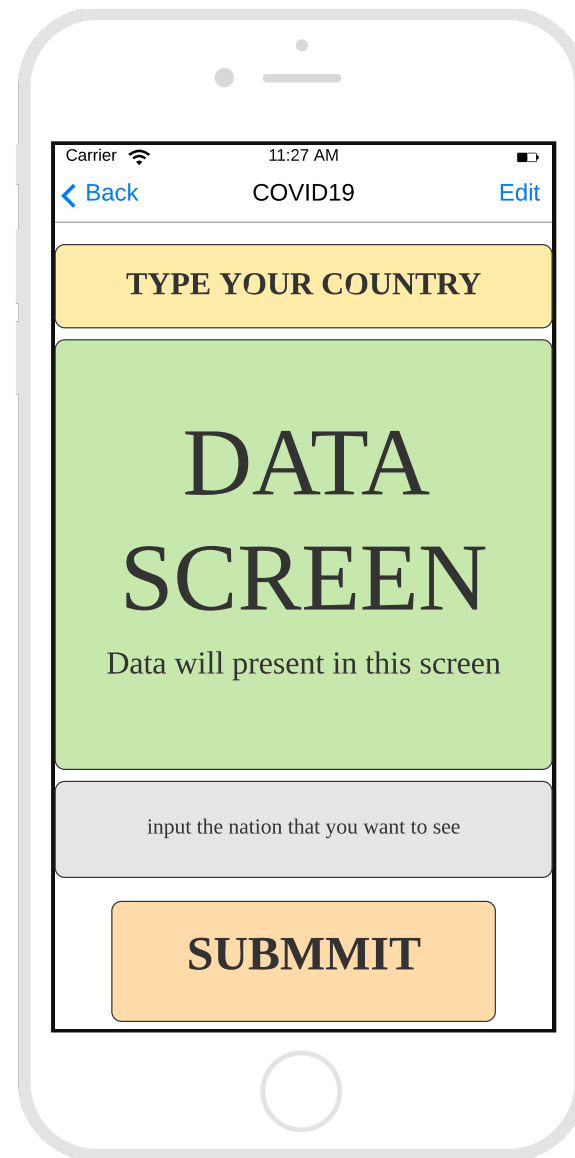 Carrier 11:27 AM
Back COVID19 Edit
TYPE YOUR COUNTRY
DATA
SCREEN
Data will present in this screen
input the nation that you want to see
SUBMMIT